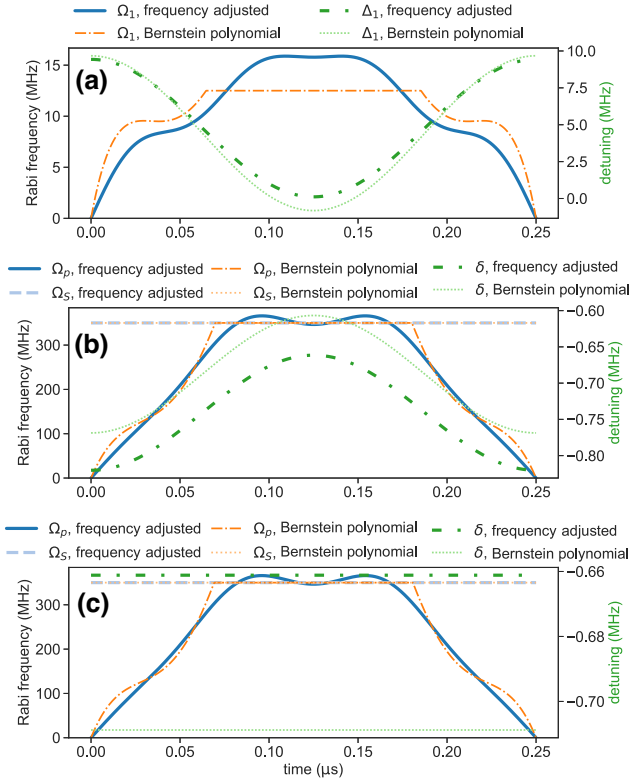 Ω₁, frequency adjusted Δ₁, frequency adjusted
Ω₁, Bernstein polynomial Δ₁, Bernstein polynomial
(a)
Rabi frequency (MHz)
15
10
5
0
10.0
7.5
5.0
2.5
0.0
detuning (MHz)
0.00 0.05 0.10 0.15 0.20 0.25
Ωₚ, frequency adjusted Ωₚ, Bernstein polynomial δ, frequency adjusted
Ω_S, frequency adjusted Ω_S, Bernstein polynomial δ, Bernstein polynomial
(b)
Rabi frequency (MHz)
300
200
100
0
−0.60
−0.65
−0.70
−0.75
−0.80
detuning (MHz)
0.00 0.05 0.10 0.15 0.20 0.25
Ωₚ, frequency adjusted Ωₚ, Bernstein polynomial δ, frequency adjusted
Ω_S, frequency adjusted Ω_S, Bernstein polynomial δ, Bernstein polynomial
(c)
Rabi frequency (MHz)
300
200
100
0
−0.66
−0.68
−0.70
detuning (MHz)
0.00 0.05 0.10 0.15 0.20 0.25
time (μs)